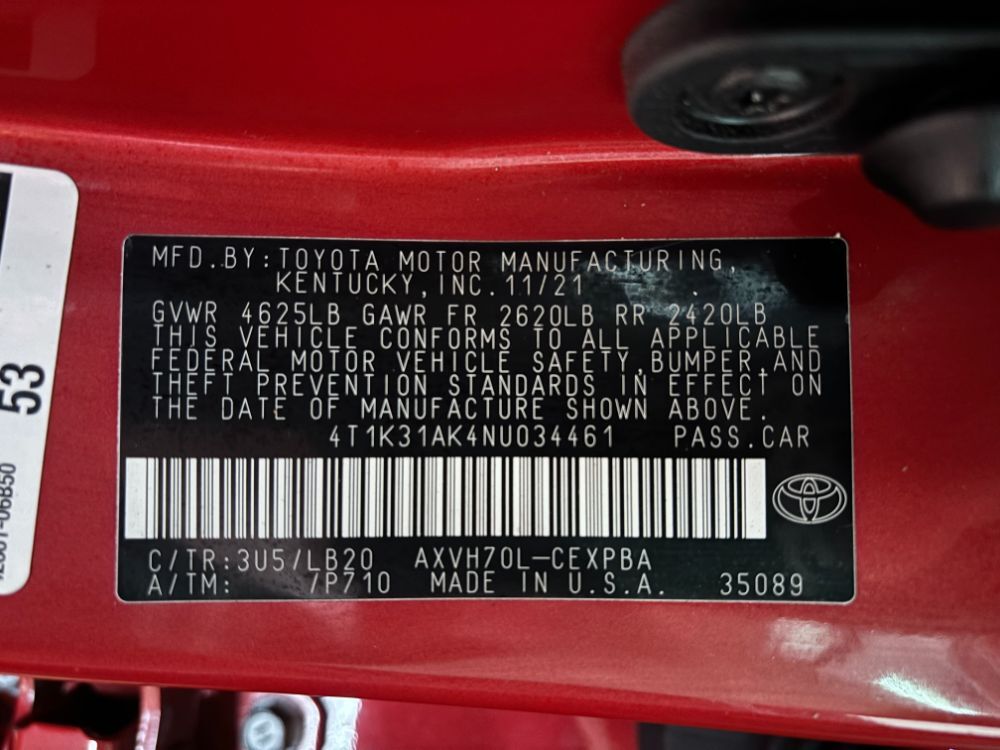 MFD.BY:TOYOTA MOTOR MANUFACTURING,
KENTUCKY,INC.11/21
GVWR 4625LB GAWR FR 2620LB RR 2420LB
THIS VEHICLE CONFORMS TO ALL APPLICABLE
FEDERAL MOTOR VEHICLE SAFETY,BUMPER,AND
THEFT PREVENTION STANDARDS IN EFFECT ON
THE DATE OF MANUFACTURE SHOWN ABOVE.
4T1K31AK4NU034461 PASS.CAR
C/TR:3U5/LB20 AXVH70L-CEXPBA
A/TM: /P710 MADE IN U.S.A. 35089
53